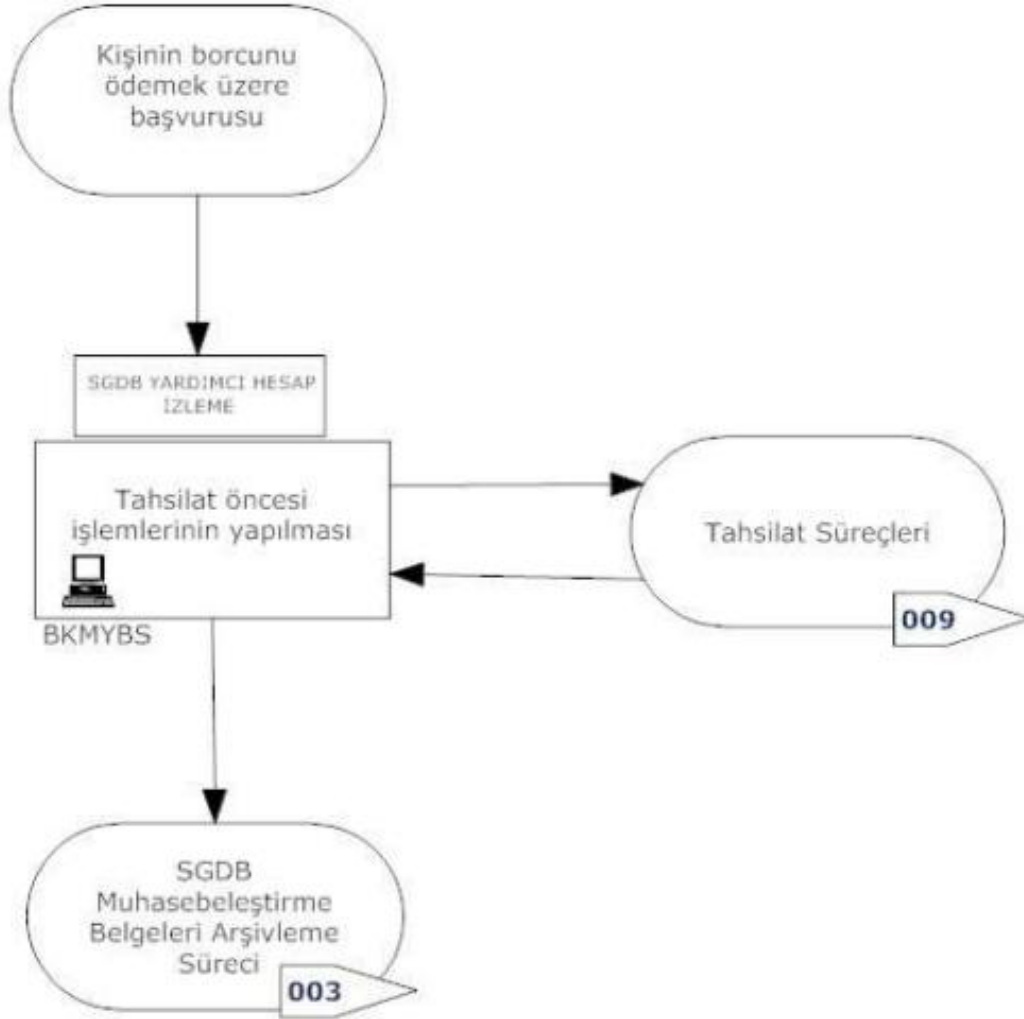 Kişinin borcunu
ödemek üzere
başvurusu
SGDB YARDIMCI HESAP
İZLEME
Tahsilat öncesi
işlemlerinin yapılması
BKMYBS
Tahsilat Süreçleri
009
SGDB
Muhasebeleştirme
Belgeleri Arşivleme
Süreci
003